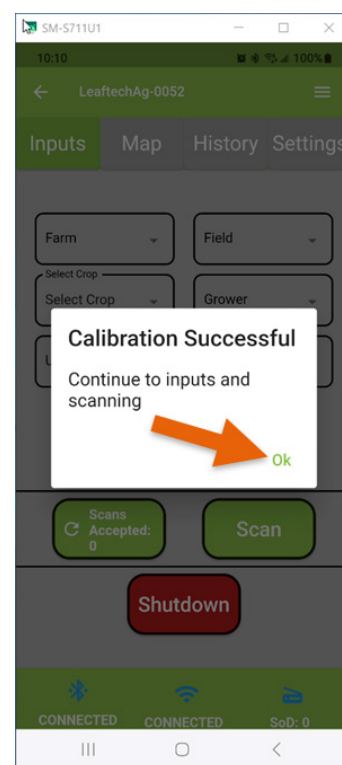 SM-S711U1
10:10
100%
LeaftechAg-0052
Inputs
Map
History
Settings
Farm
Field
Select Crop
Select Crop
Grower
Calibration Successful
Continue to inputs and
scanning
Ok
Scans
Accepted:
0
Scan
Shutdown
CONNECTED
CONNECTED
SoD: 0